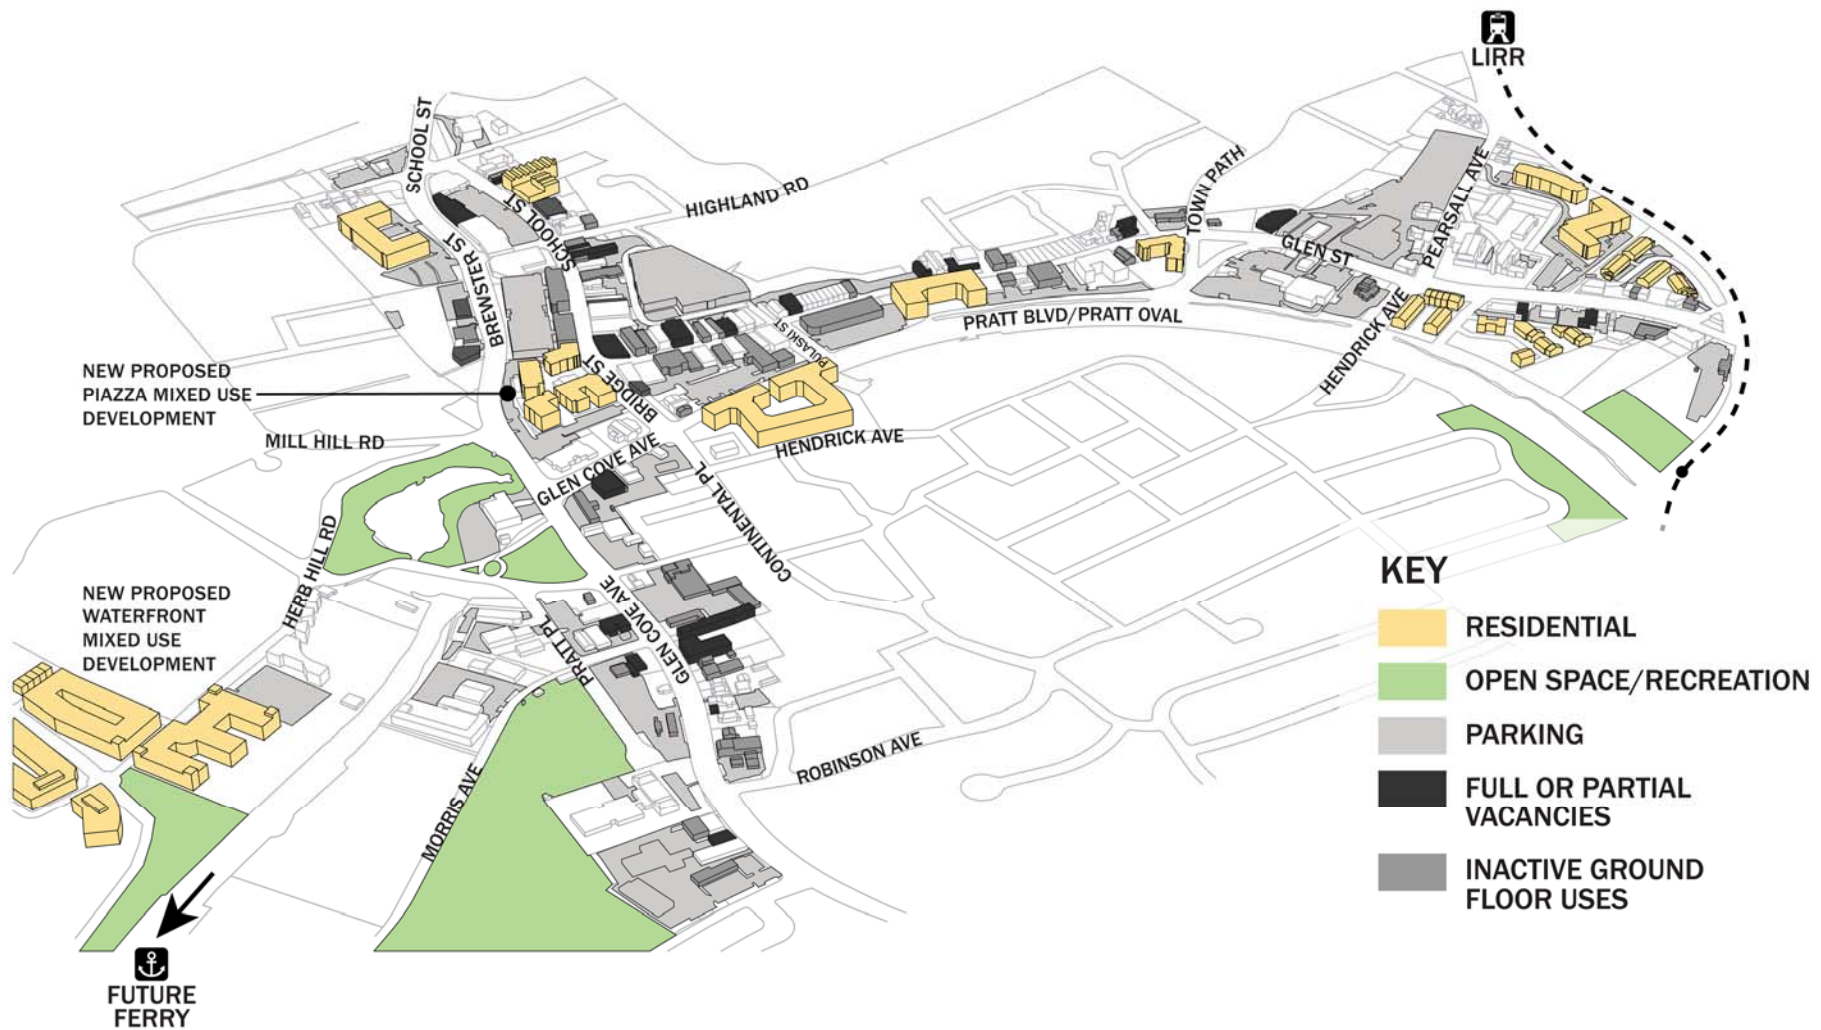 LIRR
SCHOOL ST
HIGHLAND RD
TOWN PATH
PEARSALL AVE
SCHOOL ST
BREWSTER ST
GLEN ST
PULASKI ST
PRATT BLVD/PRATT OVAL
HENDRICK AVE
NEW PROPOSED
PIAZZA MIXED USE
DEVELOPMENT
BRIDGE ST
MILL HILL RD
HENDRICK AVE
GLEN COVE AVE
CONTINENTAL PL
HERB HILL RD
NEW PROPOSED
WATERFRONT
MIXED USE
DEVELOPMENT
PRATT PL
GLEN COVE AVE
MORRIS AVE
ROBINSON AVE
FUTURE
FERRY
KEY
RESIDENTIAL
OPEN SPACE/RECREATION
PARKING
FULL OR PARTIAL
VACANCIES
INACTIVE GROUND
FLOOR USES